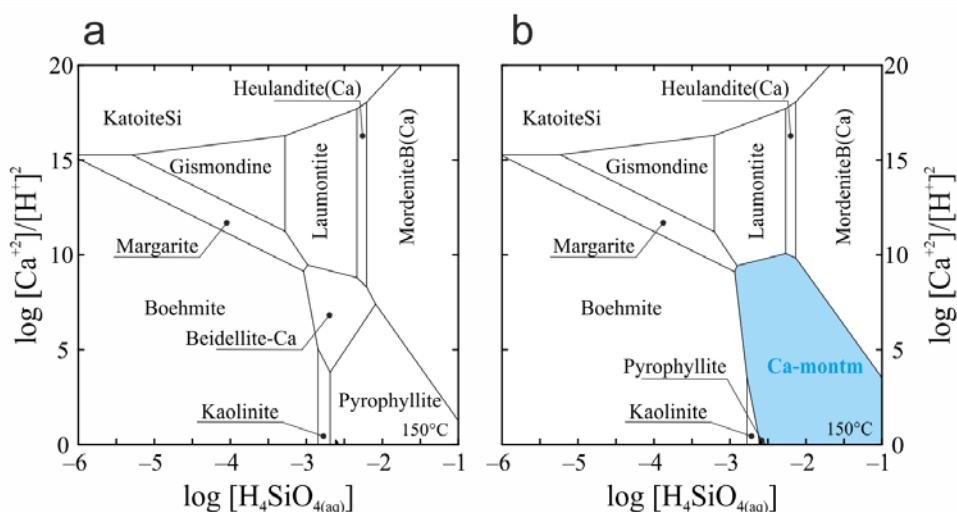 a
b
20
15
10
5
0
log [Ca⁺²]/[H⁺]²
KatoiteSi
Heulandite(Ca)
Gismondine
Laumontite
MordeniteB(Ca)
Margarite
Boehmite
Beidellite-Ca
Pyrophyllite
Kaolinite
150°C
−6
−5
−4
−3
−2
−1
log [H₄SiO₄₍aq₎]
KatoiteSi
Heulandite(Ca)
Gismondine
Laumontite
MordeniteB(Ca)
Margarite
Boehmite
Pyrophyllite
Ca-montm
Kaolinite
150°C
20
15
10
5
0
log [Ca⁺²]/[H⁺]²
−6
−5
−4
−3
−2
−1
log [H₄SiO₄₍aq₎]